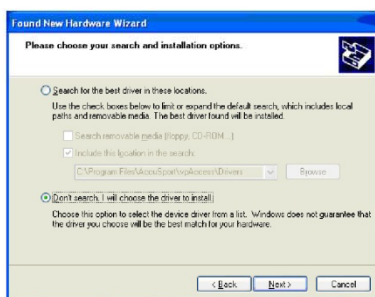 Found New Hardware Wizard
Please choose your search and installation options.
Search for the best driver in these locations.
Use the check boxes below to limit or expand the default search, which includes local
paths and removable media. The best driver found will be installed.
Search removable media (floppy, CD-ROM...)
Include this location in the search:
C:\Program Files\AccuSport\vpAccess\Drivers
Browse
Don't search. I will choose the driver to install.
Choose this option to select the device driver from a list. Windows does not guarantee that
the driver you choose will be the best match for your hardware.
< Back
Next >
Cancel